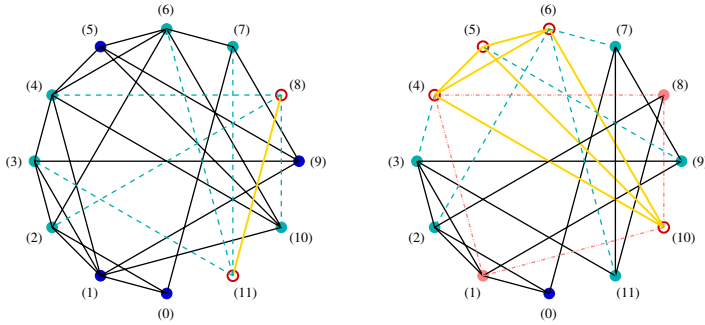 (6) (6)
(5) (7) (5) (7)
(4) (8) (4) (8)
(3) (9) (3) (9)
(2) (10) (2) (10)
(1) (11) (1) (11)
(0) (0)